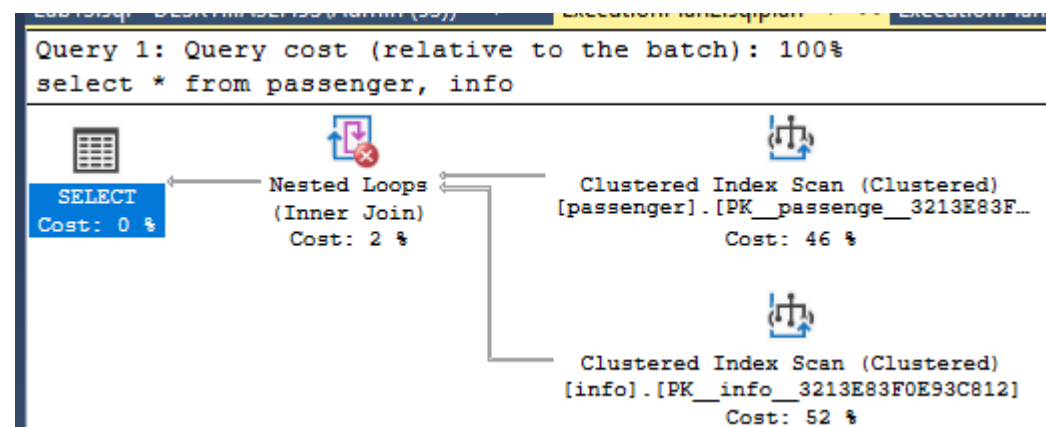 Query 1: Query cost (relative to the batch): 100%
select * from passenger, info
SELECT
Cost: 0 %
Nested Loops
(Inner Join)
Cost: 2 %
Clustered Index Scan (Clustered)
[passenger].[PK__passenge__3213E83F…
Cost: 46 %
Clustered Index Scan (Clustered)
[info].[PK__info__3213E83F0E93C812]
Cost: 52 %